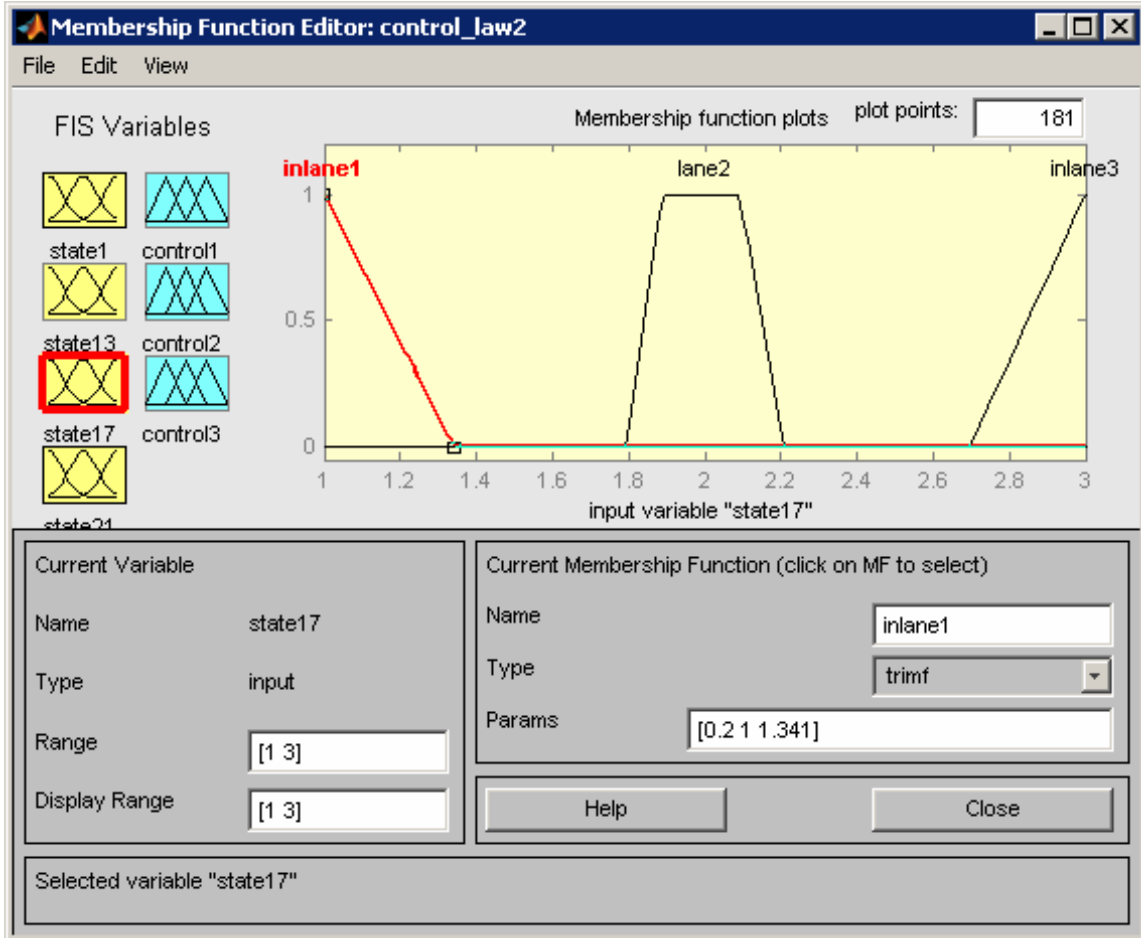 Membership Function Editor: control_law2
File Edit View
FIS Variables
Membership function plots plot points: 181
inlane1 lane2 inlane3
1
0.5
0
1 1.2 1.4 1.6 1.8 2 2.2 2.4 2.6 2.8 3
input variable "state17"
state1 control1
state13 control2
state17 control3
state21
Current Variable
Name state17
Type input
Range [1 3]
Display Range [1 3]
Current Membership Function (click on MF to select)
Name inlane1
Type trimf
Params [0.2 1 1.341]
Help Close
Selected variable "state17"